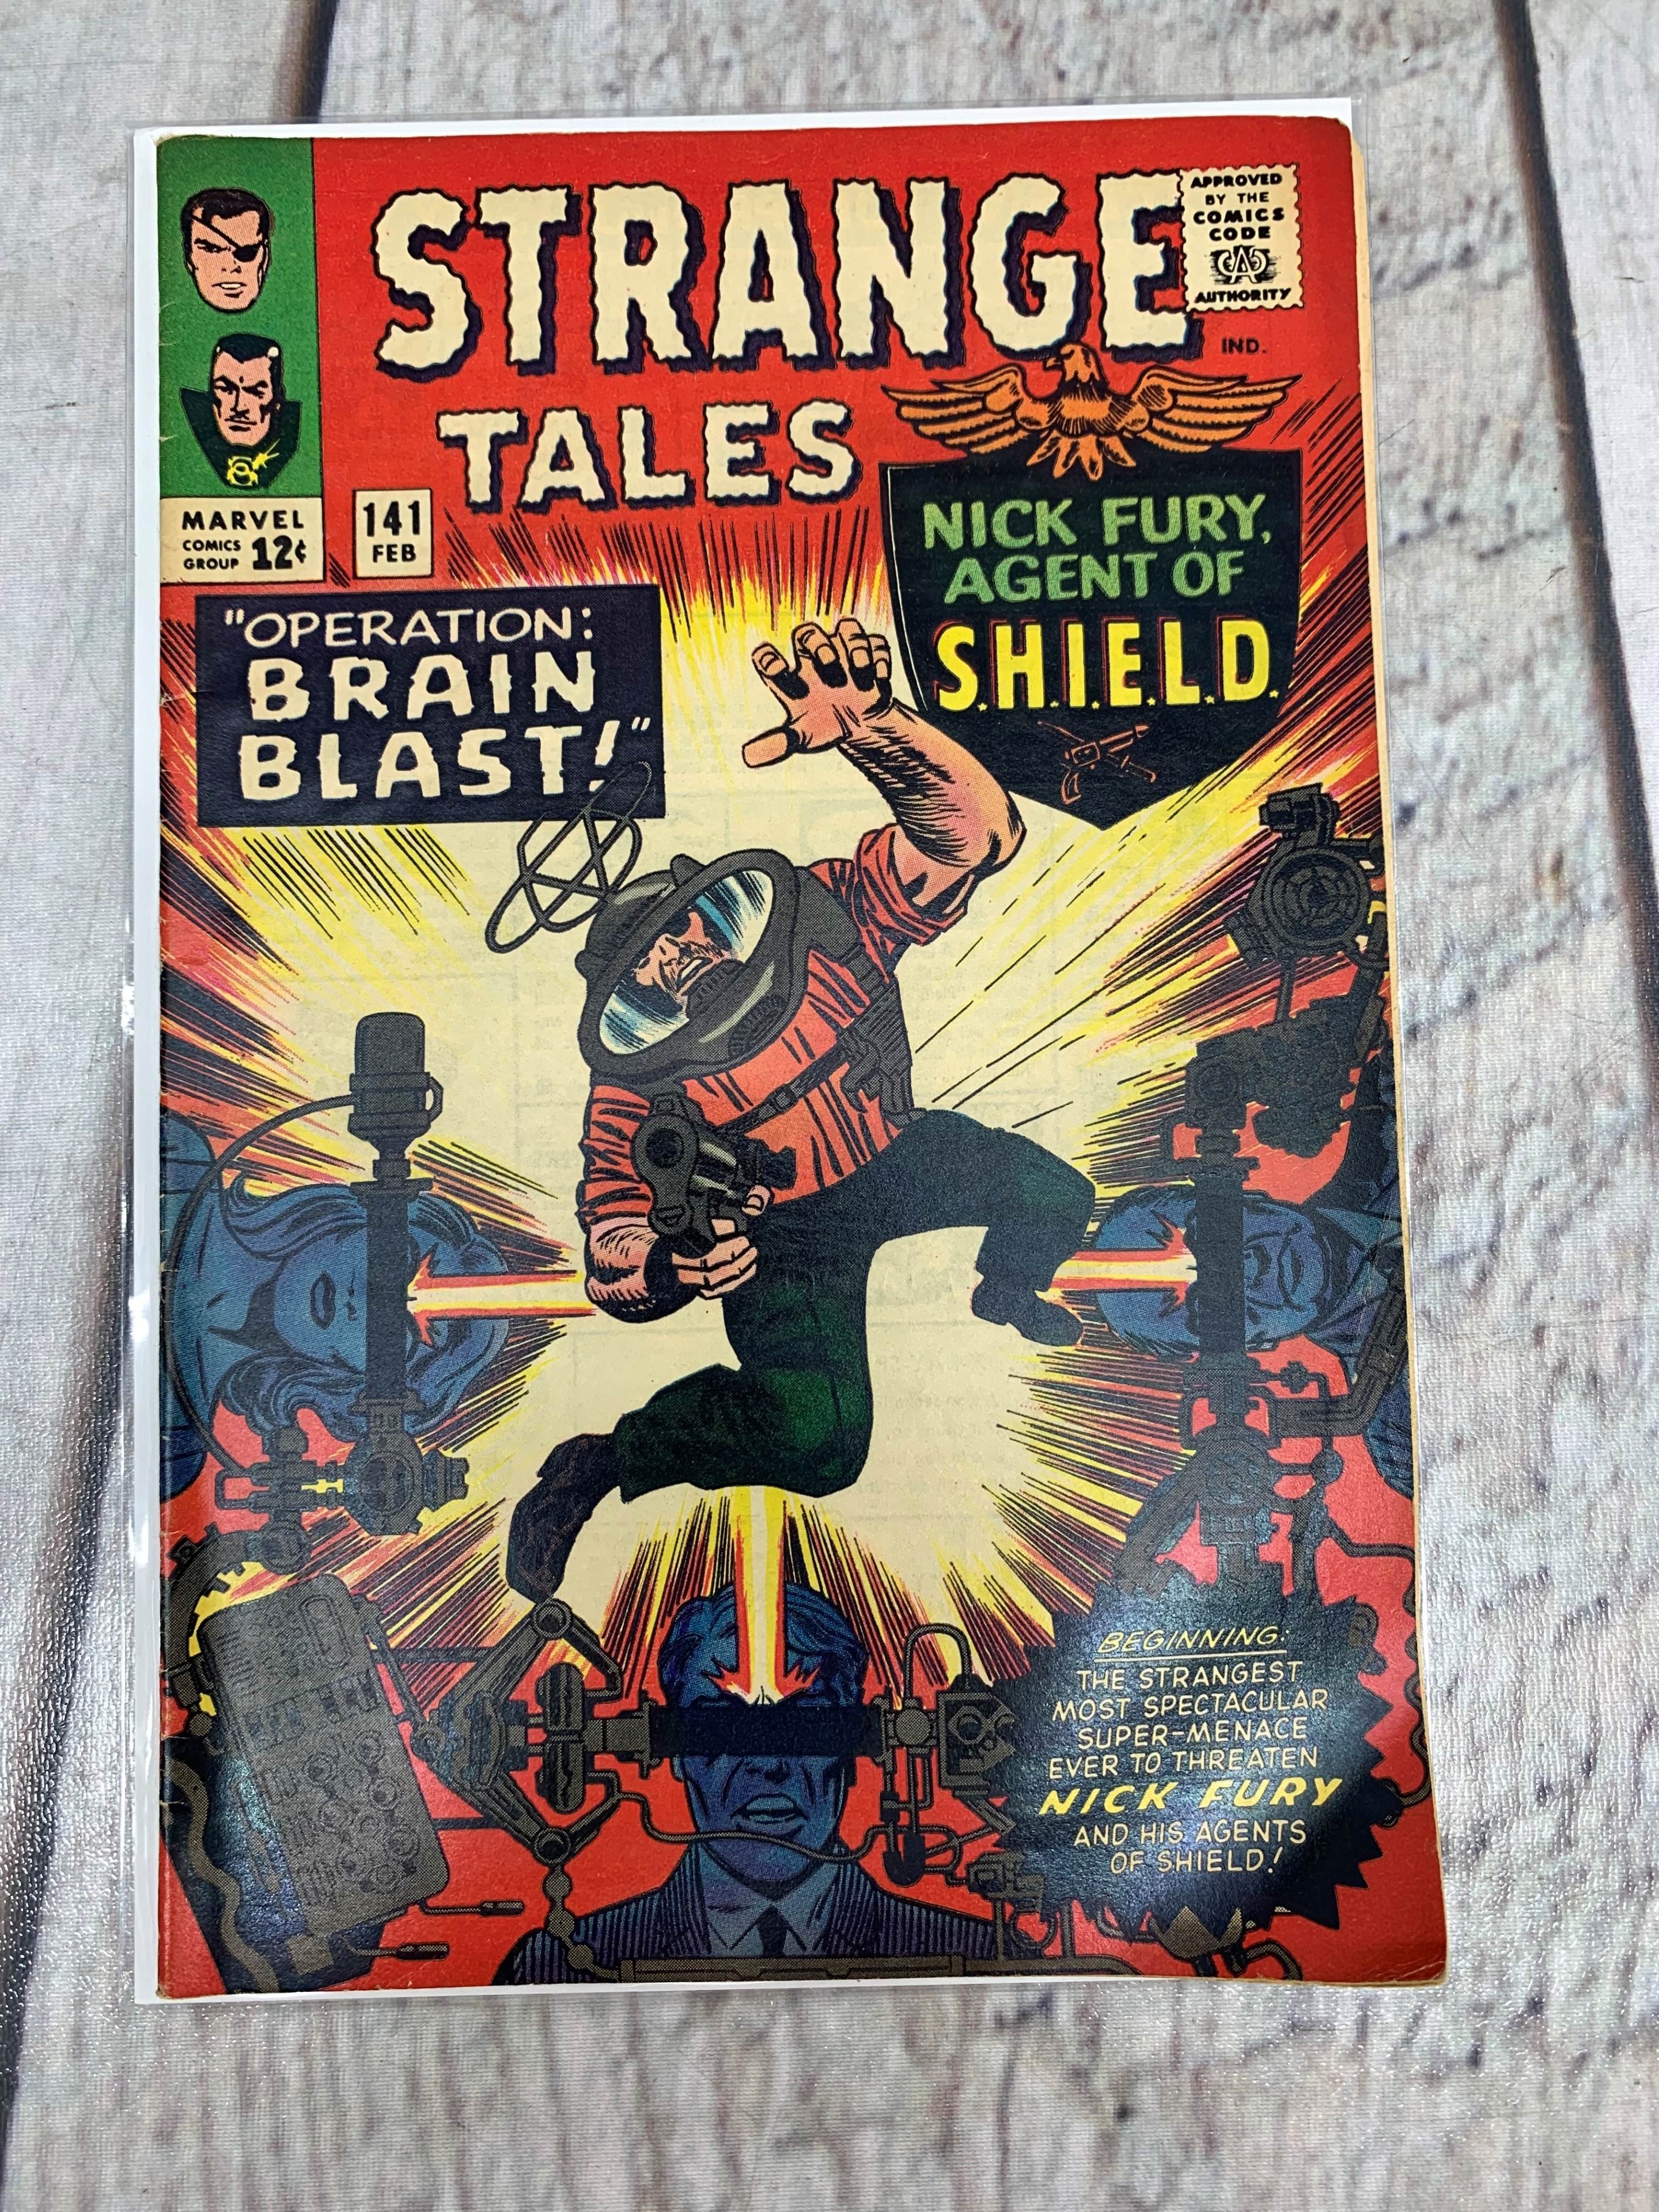 STRANGE
TALES
APPROVED
BY THE
COMICS
CODE
CA
AUTHORITY
IND.
MARVEL
COMICS
GROUP 12¢
141
FEB
NICK FURY,
AGENT OF
S.H.I.E.L.D.
"OPERATION:
BRAIN
BLAST!"
BEGINNING:
THE STRANGEST,
MOST SPECTACULAR
SUPER-MENACE
EVER TO THREATEN
NICK FURY
AND HIS AGENTS
OF SHIELD!